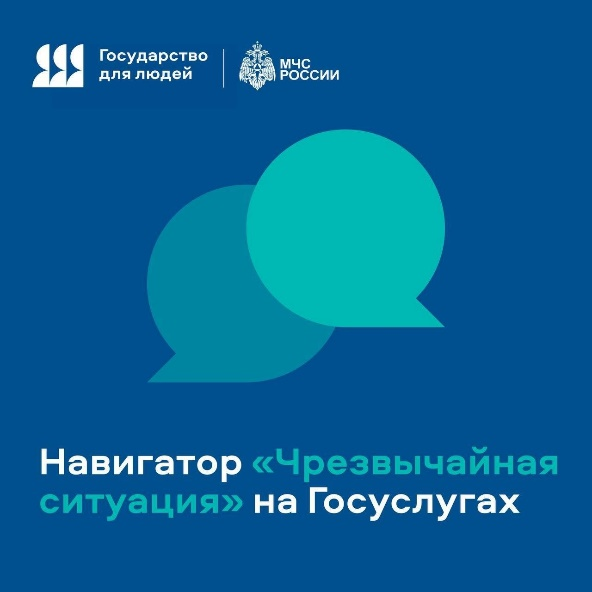 Государство
для людей
МЧС
РОССИИ
Навигатор «Чрезвычайная
ситуация» на Госуслугах